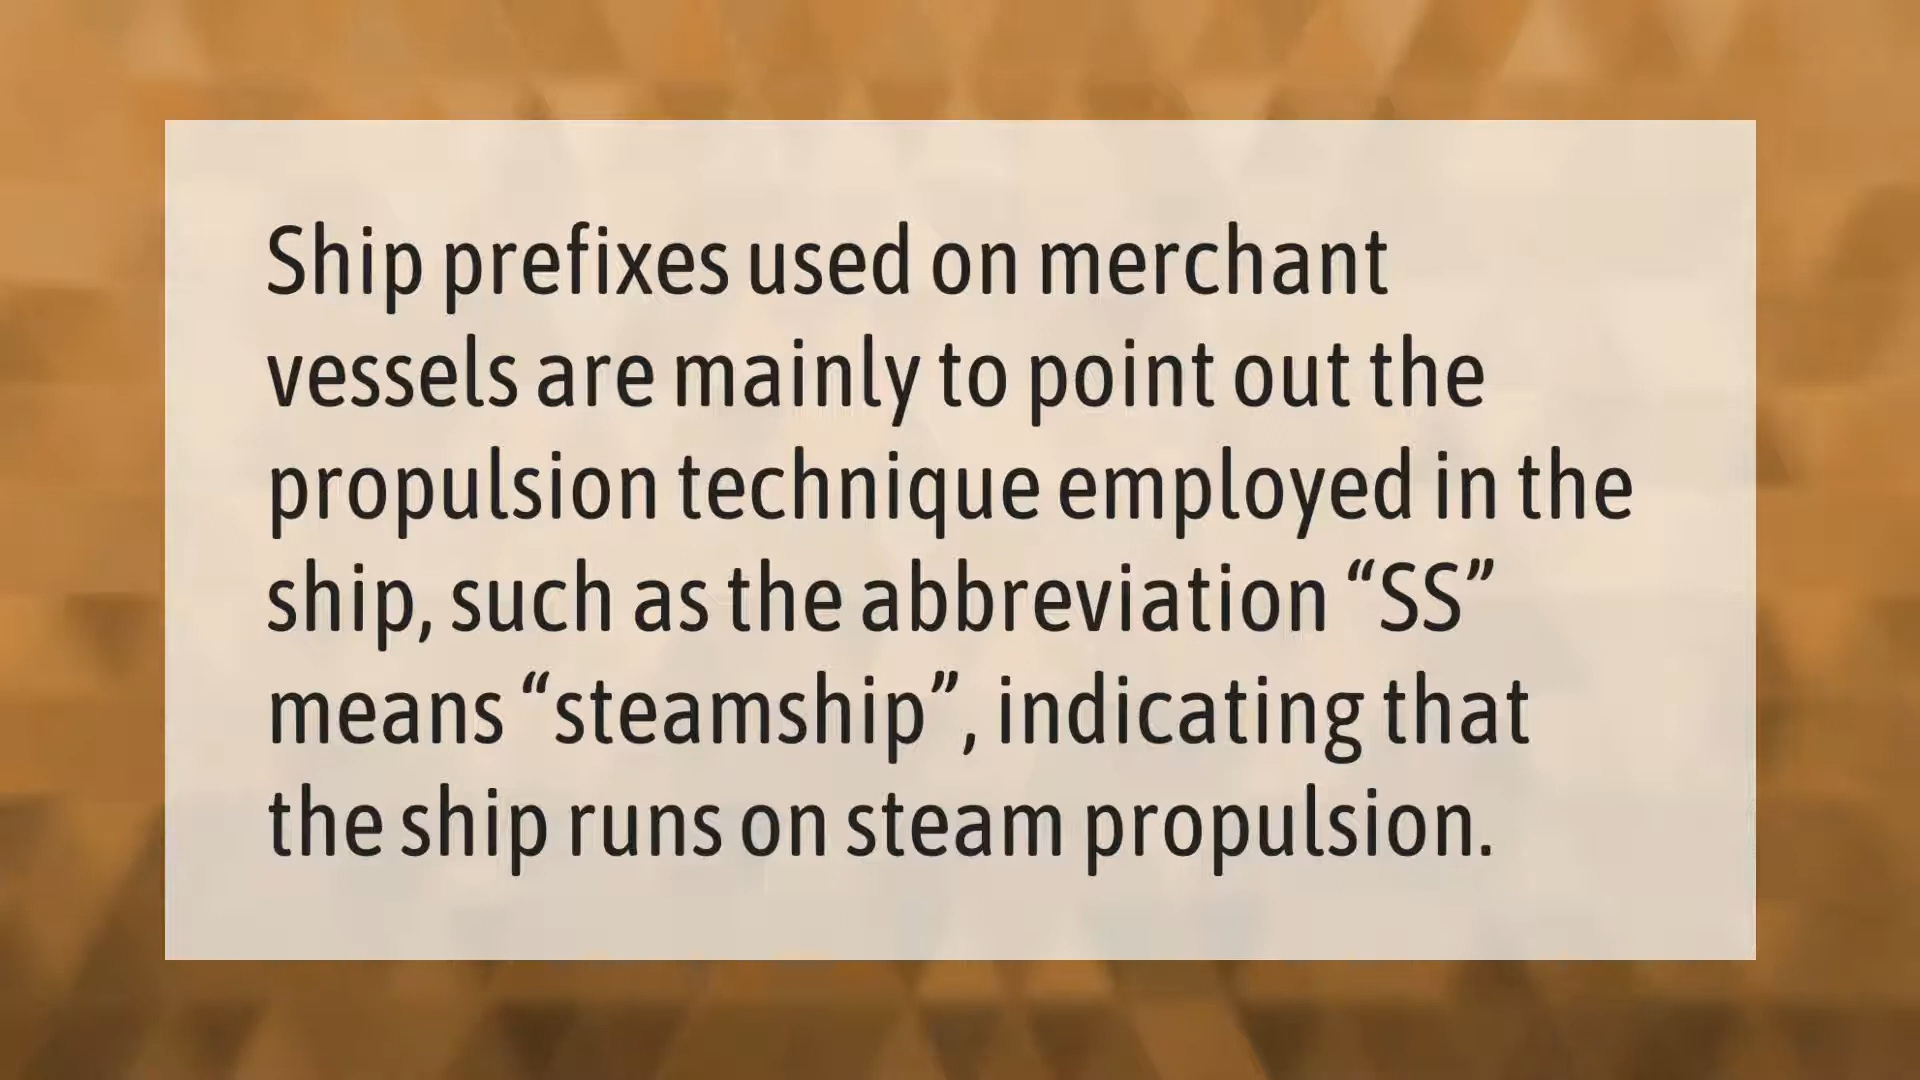 Ship prefixes used on merchant
vessels are mainly to point out the
propulsion technique employed in the
ship, such as the abbreviation “SS”
means “steamship”, indicating that
the ship runs on steam propulsion.